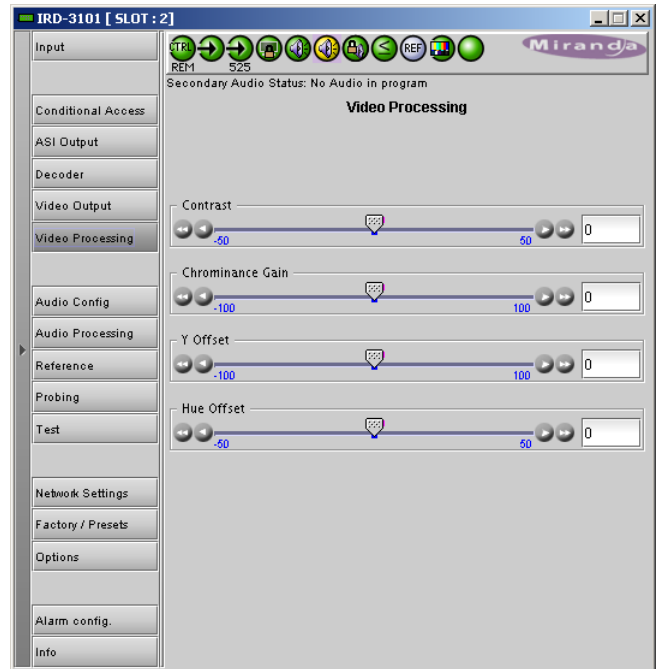 IRD-3101 [ SLOT : 2]
Input
CTRL
REF
Miranda
REM
525
Secondary Audio Status: No Audio in program
Video Processing
Conditional Access
ASI Output
Decoder
Video Output
Video Processing
Audio Config
Audio Processing
Reference
Probing
Test
Network Settings
Factory / Presets
Options
Alarm config.
Info
Contrast
-50
50
0
Chrominance Gain
-100
100
0
Y Offset
-100
100
0
Hue Offset
-50
50
0